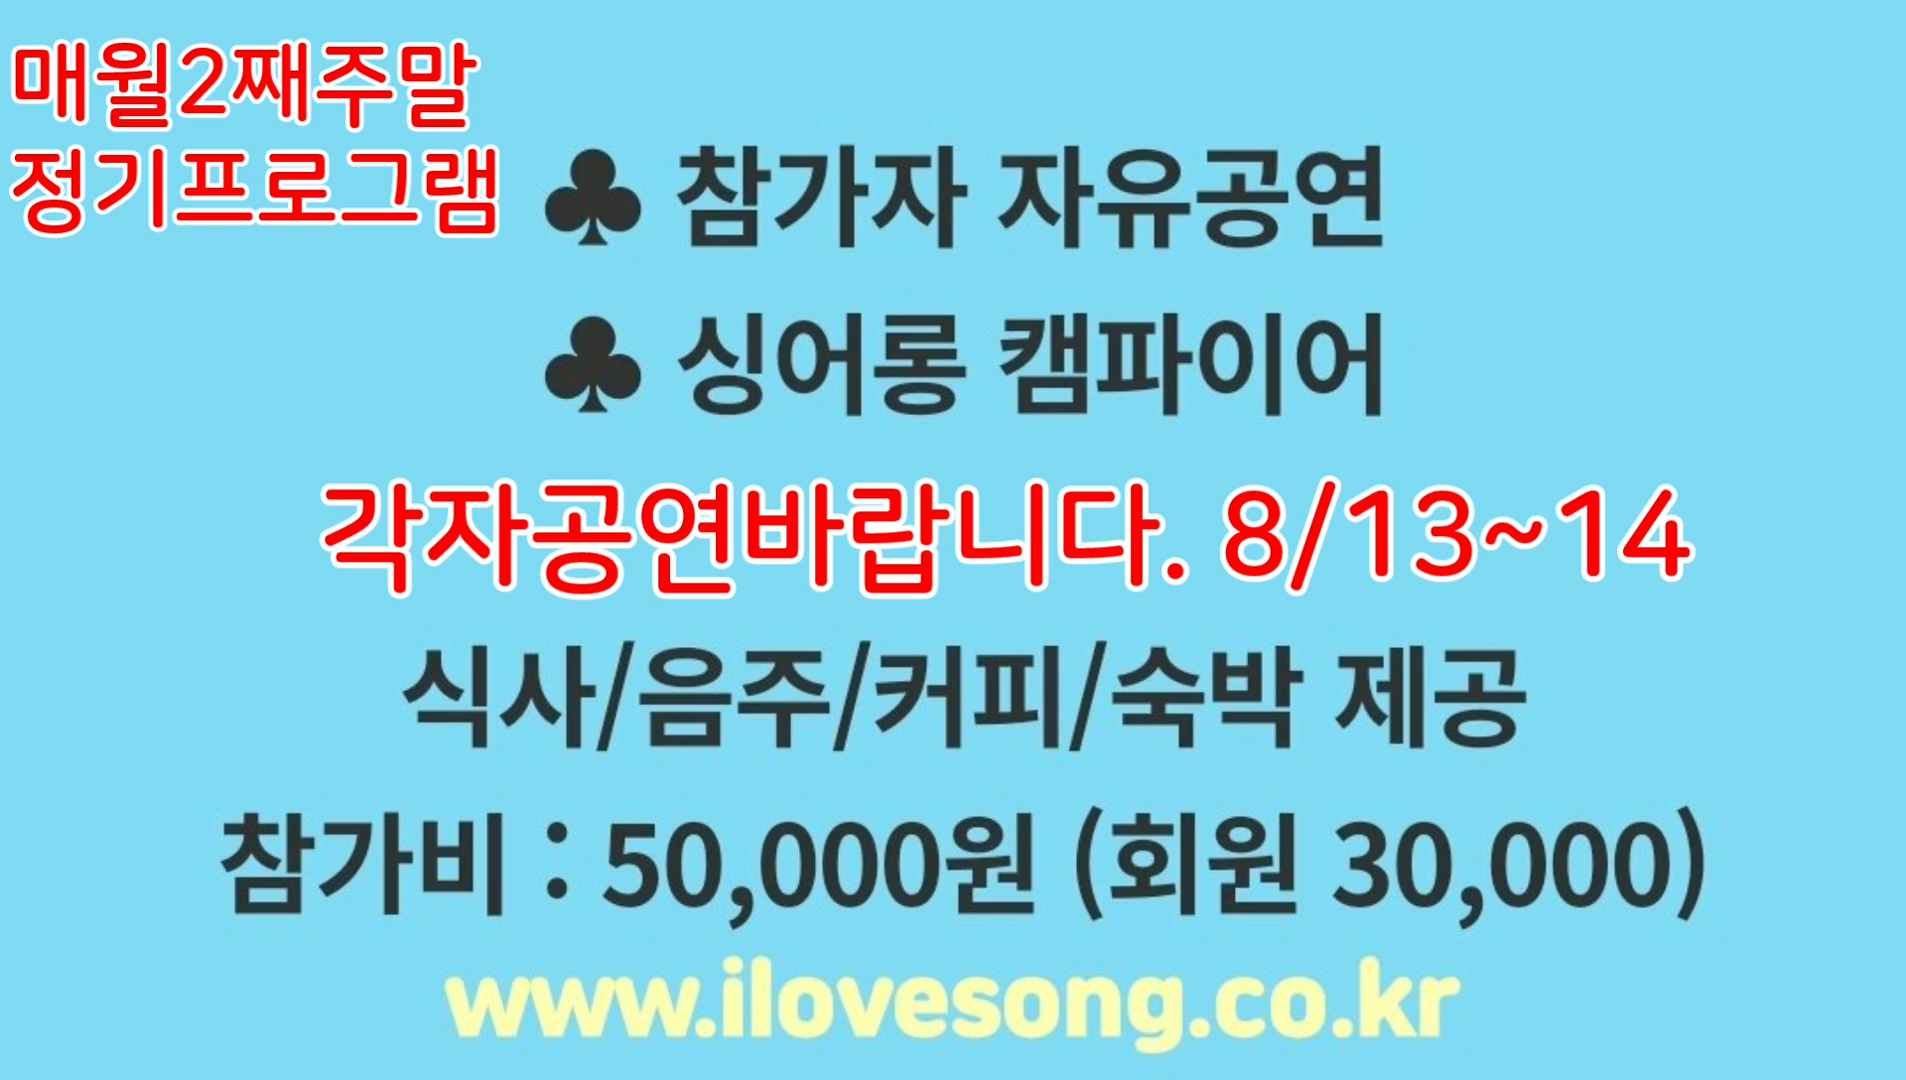 매월2째주말
정기프로그램
♣ 참가자 자유공연
♣ 싱어롱 캠파이어
각자공연바랍니다. 8/13~14
식사/음주/커피/숙박 제공
참가비 : 50,000원 (회원 30,000)
www.ilovesong.co.kr